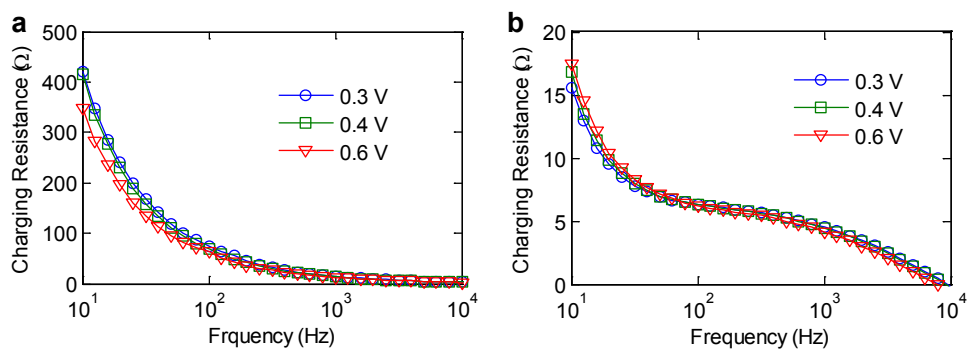 a
500
400
300
200
100
0
Charging Resistance (Ω)
0.3 V
0.4 V
0.6 V
10^1
10^2
10^3
10^4
Frquency (Hz)
b
20
15
10
5
0
Charging Resistance (Ω)
0.3 V
0.4 V
0.6 V
10^1
10^2
10^3
10^4
Frequency (Hz)